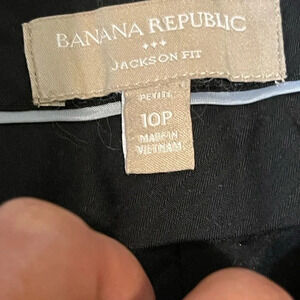 BANANA REPUBLIC
JACKSON FIT
PETITE
10P
MADE IN
VIETNAM